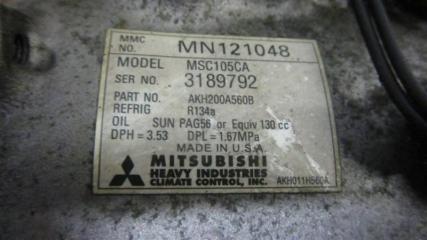 MMC
NO. MN121048
MODEL MSC105CA
SER NO. 3189792
PART NO. AKH200A560B
REFRIG R134a
OIL SUN PAG56 or Equiv 130 cc
DPH = 3.53 DPL = 1.67MPa
MADE IN U.S.A.
MITSUBISHI
HEAVY INDUSTRIES
CLIMATE CONTROL, INC. AKH011H560A